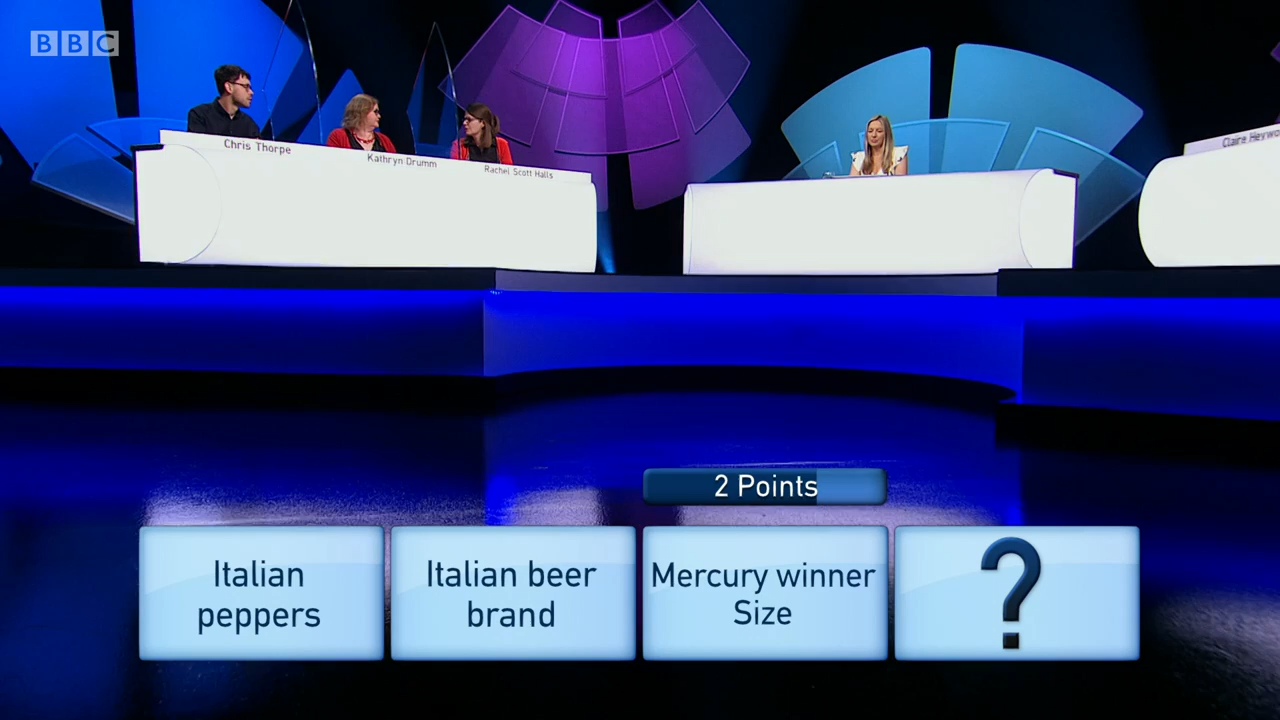 BBC
Chris Thorpe
Kathryn Drumm
Rachel Scott Halls
2 Points
Italian
peppers
Italian beer
brand
Mercury winner
Size
?